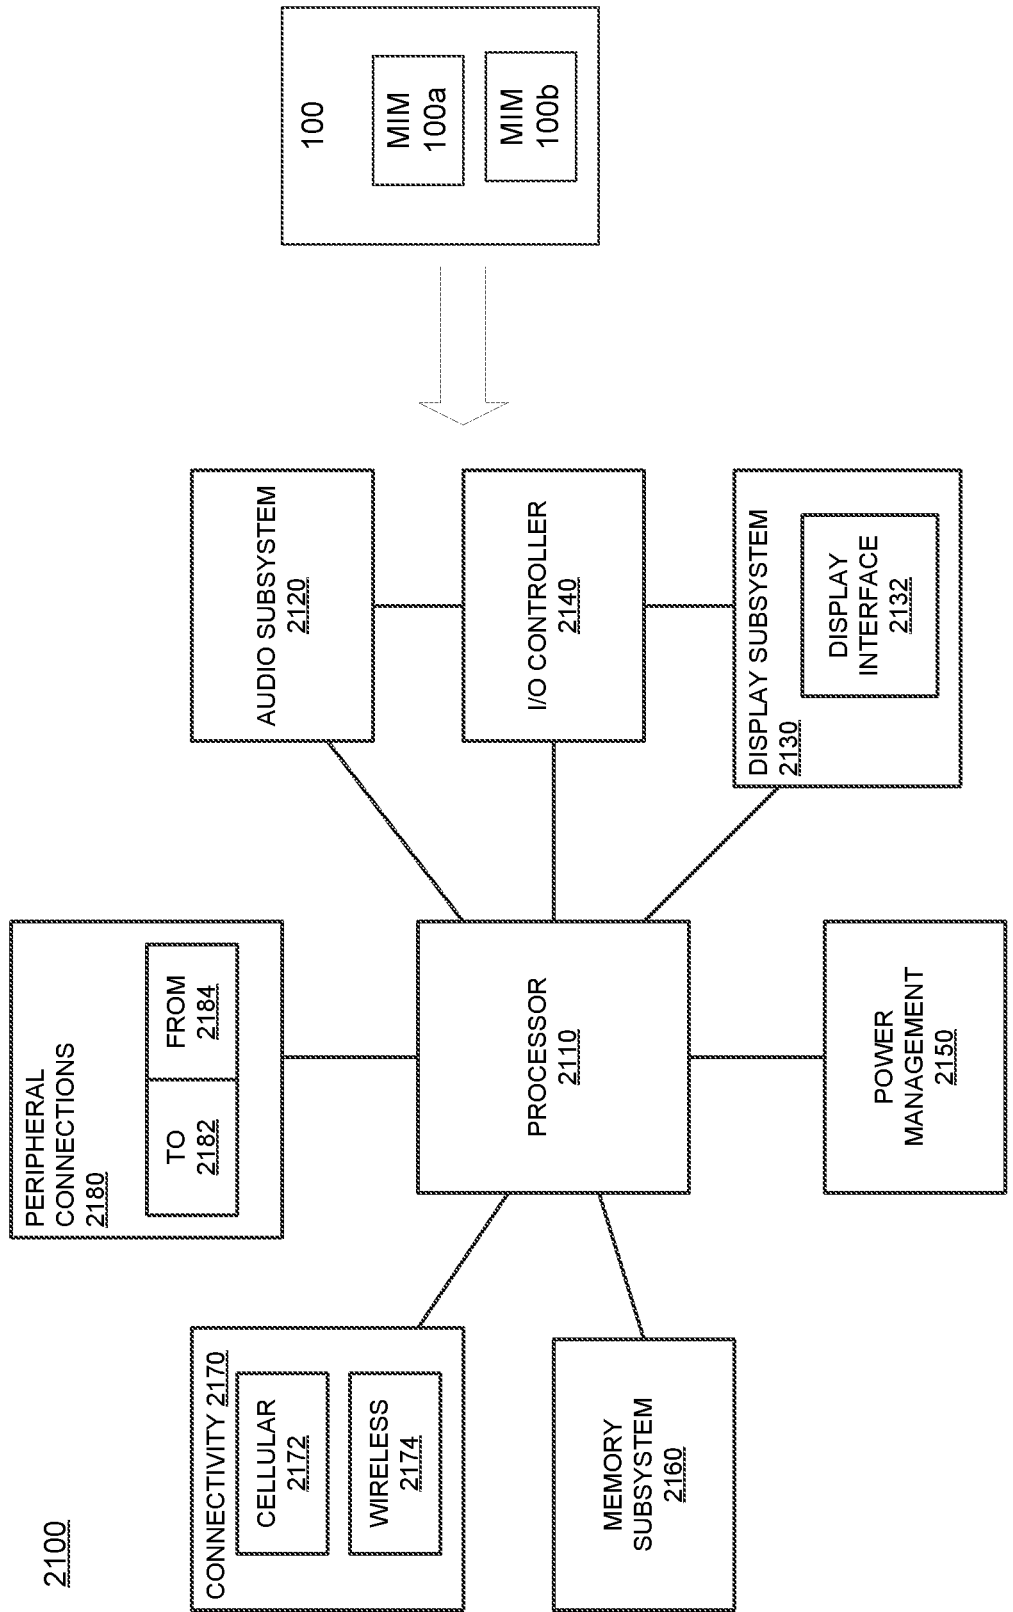 2100
CONNECTIVITY 2170
CELLULAR
2172
WIRELESS
2174
MEMORY
SUBSYSTEM
2160
PERIPHERAL
CONNECTIONS
2180
TO
2182
FROM
2184
PROCESSOR
2110
POWER
MANAGEMENT
2150
AUDIO SUBSYSTEM
2120
I/O CONTROLLER
2140
DISPLAY SUBSYSTEM
2130
DISPLAY
INTERFACE
2132
100
MIM
100a
MIM
100b